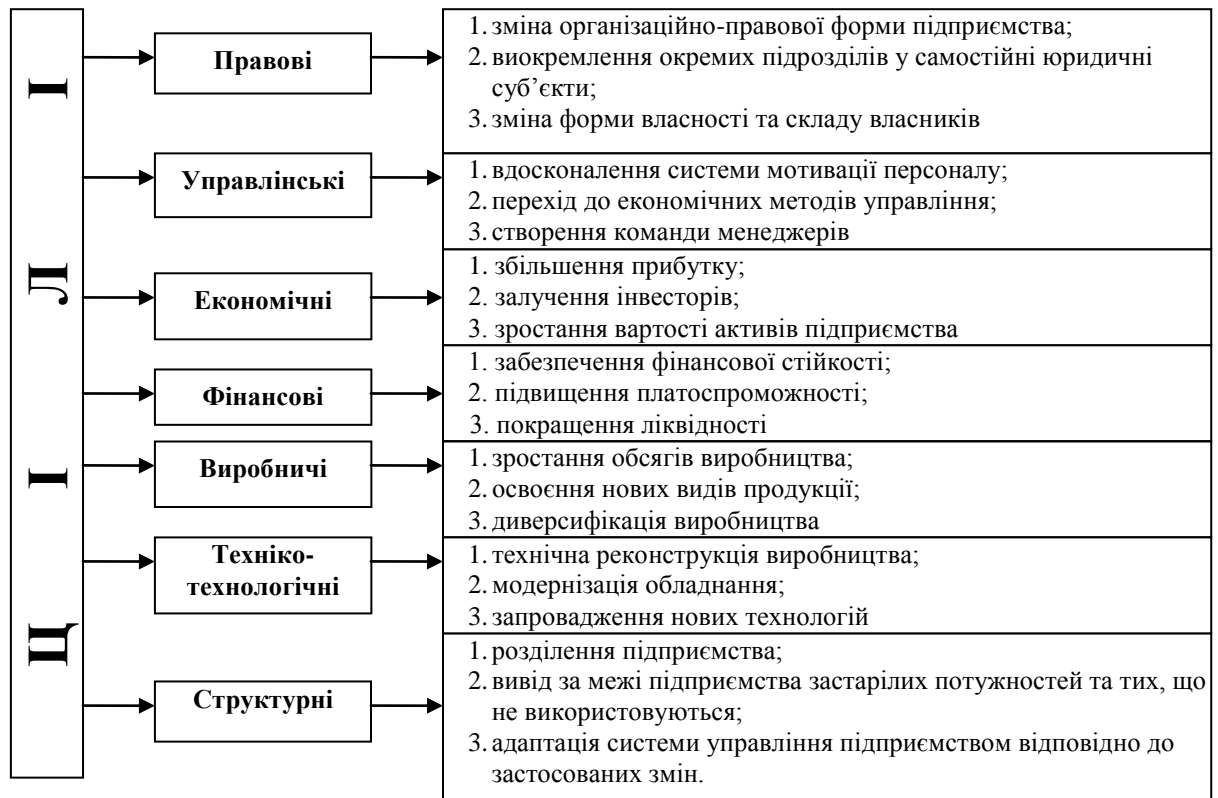 ЦІЛІ
Правові
1. зміна організаційно-правової форми підприємства;
2. виокремлення окремих підрозділів у самостійні юридичні
суб’єкти;
3. зміна форми власності та складу власників
Управлінські
1. вдосконалення системи мотивації персоналу;
2. перехід до економічних методів управління;
3. створення команди менеджерів
Економічні
1. збільшення прибутку;
2. залучення інвесторів;
3. зростання вартості активів підприємства
Фінансові
1. забезпечення фінансової стійкості;
2. підвищення платоспроможності;
3. покращення ліквідності
Виробничі
1. зростання обсягів виробництва;
2. освоєння нових видів продукції;
3. диверсифікація виробництва
Техніко-
технологічні
1. технічна реконструкція виробництва;
2. модернізація обладнання;
3. запровадження нових технологій
Структурні
1. розділення підприємства;
2. вивід за межі підприємства застарілих потужностей та тих, що
не використовуються;
3. адаптація системи управління підприємством відповідно до
застосованих змін.